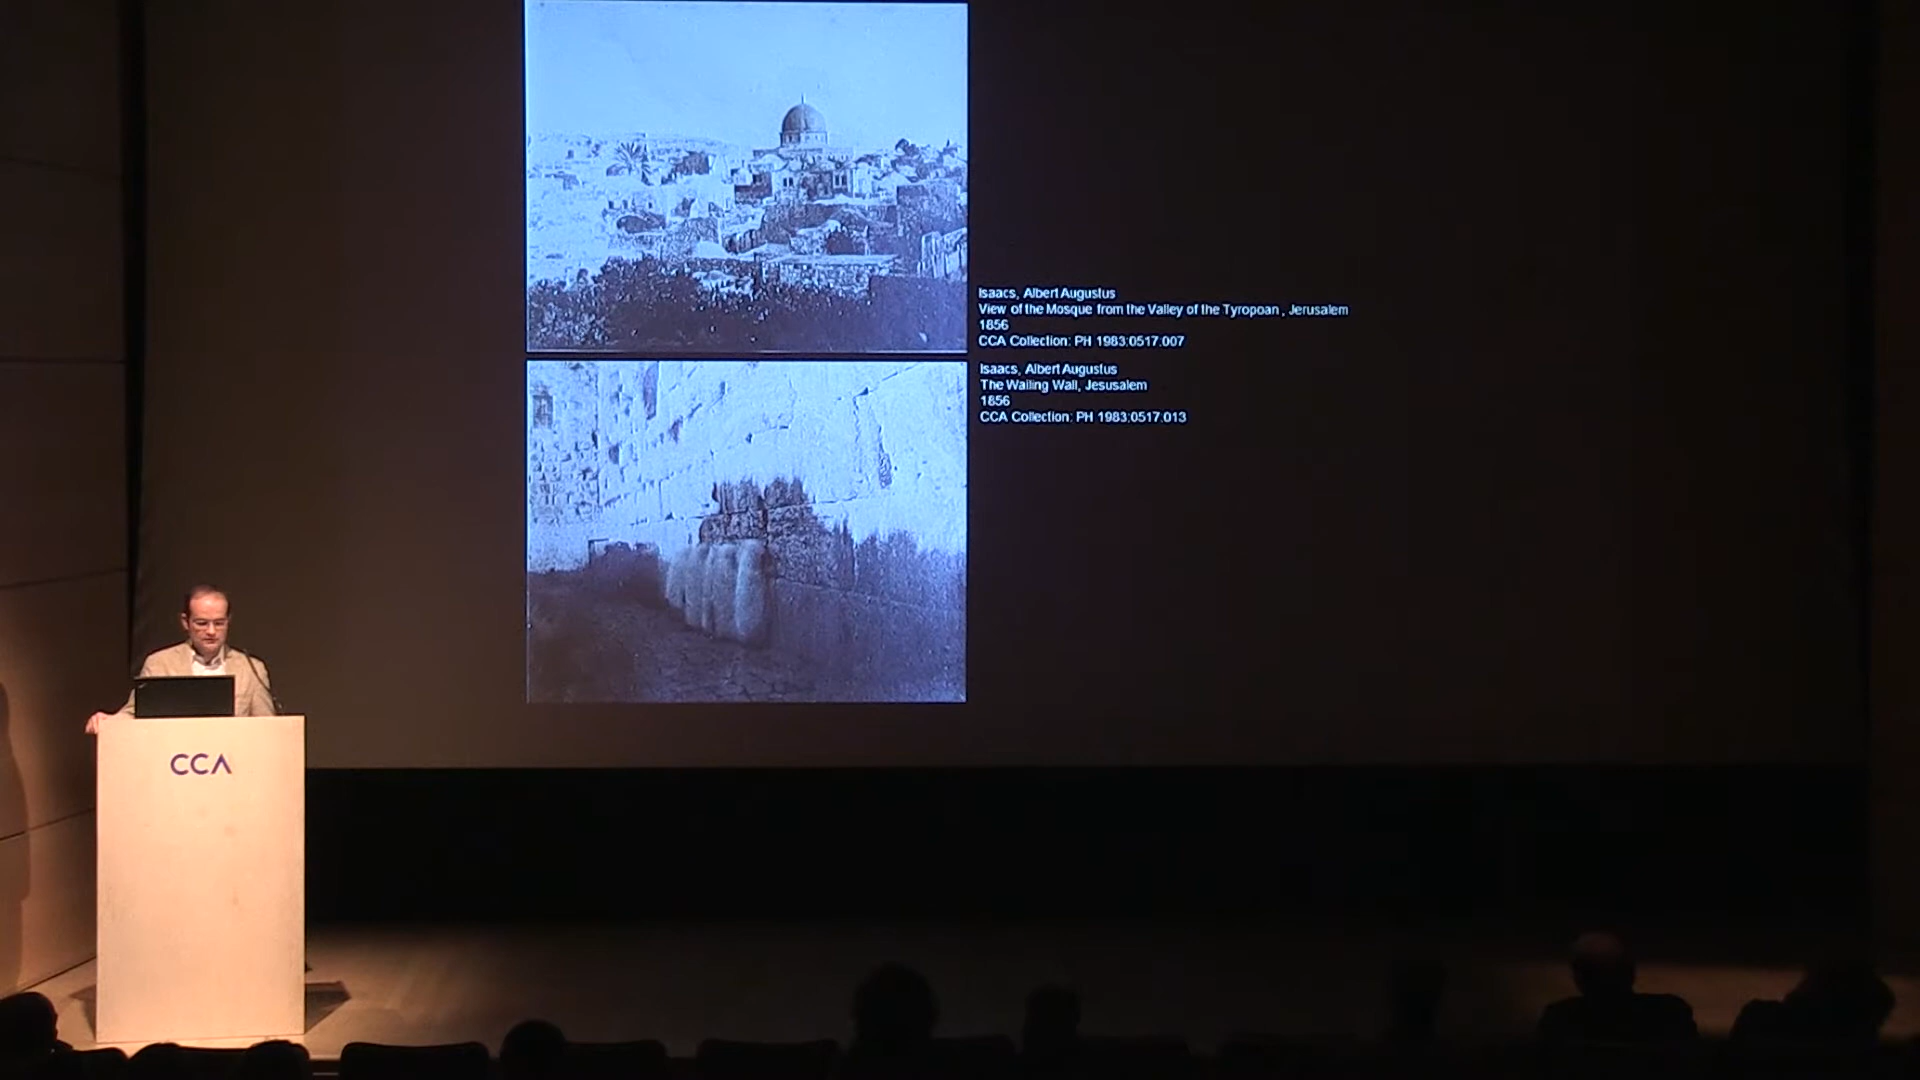 Isaacs, Albert Augustus
View of the Mosque from the Valley of the Tyropoan , Jerusalem
1856
CCA Collection: PH 1983:0517:007
Isaacs, Albert Augustus
The Wailing Wall, Jesusalem
1856
CCA Collection: PH 1983:0517:013
CCA